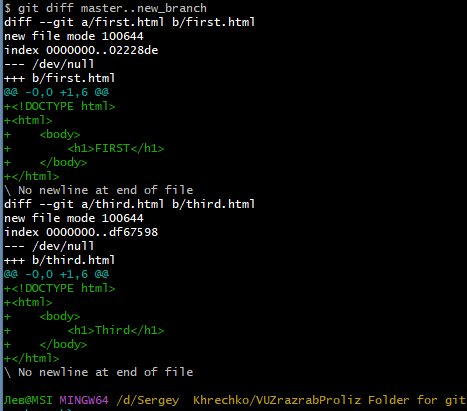 $ git diff master..new_branch
diff --git a/first.html b/first.html
new file mode 100644
index 0000000..02228de
--- /dev/null
+++ b/first.html
@@ -0,0 +1,6 @@
+<!DOCTYPE html>
+<html>
+    <body>
+        <h1>FIRST</h1>
+    </body>
+</html>
\ No newline at end of file
diff --git a/third.html b/third.html
new file mode 100644
index 0000000..df67598
--- /dev/null
+++ b/third.html
@@ -0,0 +1,6 @@
+<!DOCTYPE html>
+<html>
+    <body>
+        <h1>Third</h1>
+    </body>
+</html>
\ No newline at end of file
Лев@MSI MINGW64 /d/Sergey  Khrechko/VUZrazrabProliz Folder for git